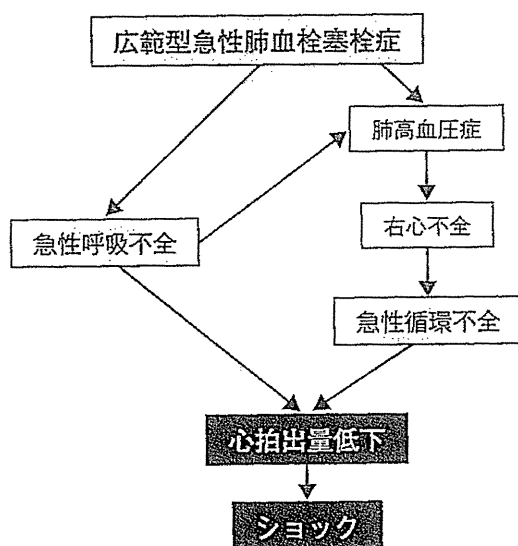 広範型急性肺血栓塞栓症
肺高血圧症
急性呼吸不全
右心不全
急性循環不全
心拍出量低下
ショック